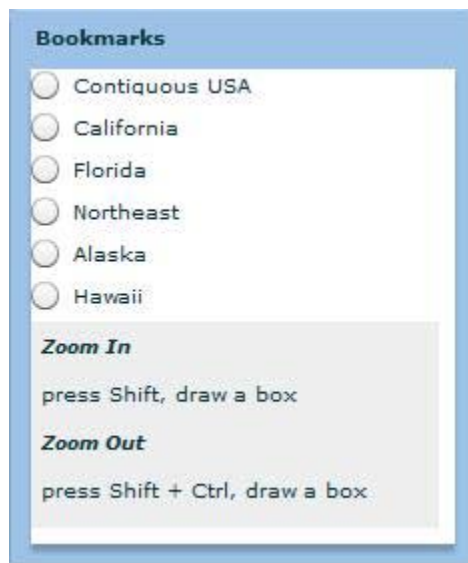 Bookmarks
Contiquous USA
California
Florida
Northeast
Alaska
Hawaii
Zoom In
press Shift, draw a box
Zoom Out
press Shift + Ctrl, draw a box